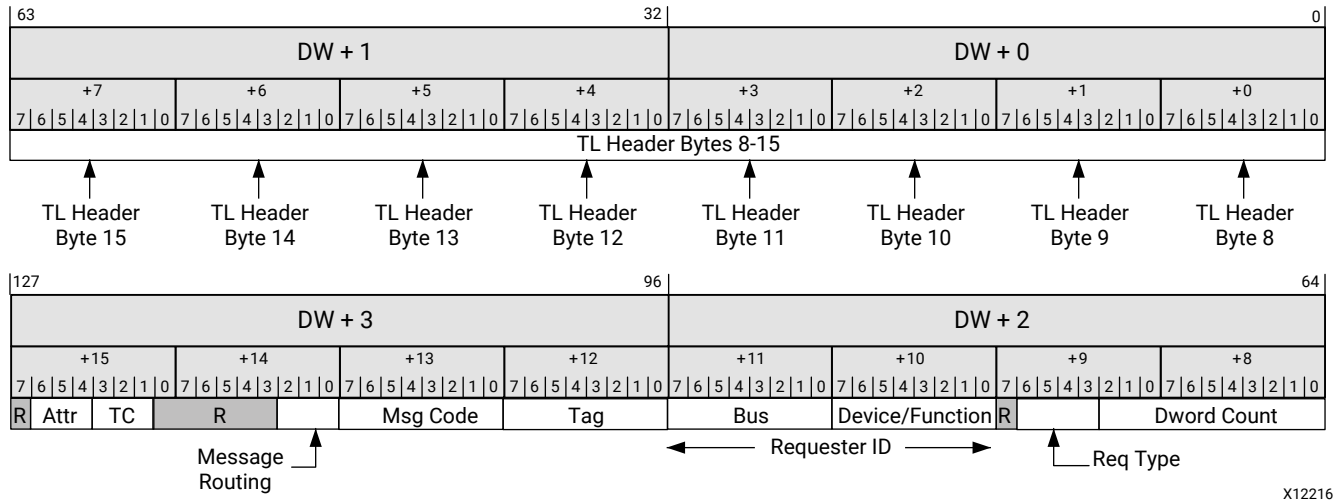 63 32 0
DW + 1 DW + 0
+7 +6 +5 +4 +3 +2 +1 +0
7 6 5 4 3 2 1 0 7 6 5 4 3 2 1 0 7 6 5 4 3 2 1 0 7 6 5 4 3 2 1 0 7 6 5 4 3 2 1 0 7 6 5 4 3 2 1 0 7 6 5 4 3 2 1 0 7 6 5 4 3 2 1 0
TL Header Bytes 8-15
TL Header TL Header TL Header TL Header TL Header TL Header TL Header TL Header
Byte 15 Byte 14 Byte 13 Byte 12 Byte 11 Byte 10 Byte 9 Byte 8
127 96 64
DW + 3 DW + 2
+15 +14 +13 +12 +11 +10 +9 +8
7 6 5 4 3 2 1 0 7 6 5 4 3 2 1 0 7 6 5 4 3 2 1 0 7 6 5 4 3 2 1 0 7 6 5 4 3 2 1 0 7 6 5 4 3 2 1 0 7 6 5 4 3 2 1 0 7 6 5 4 3 2 1 0
R Attr TC R Msg Code Tag Bus Device/Function R Dword Count
Message Requester ID Req Type
Routing
X12216